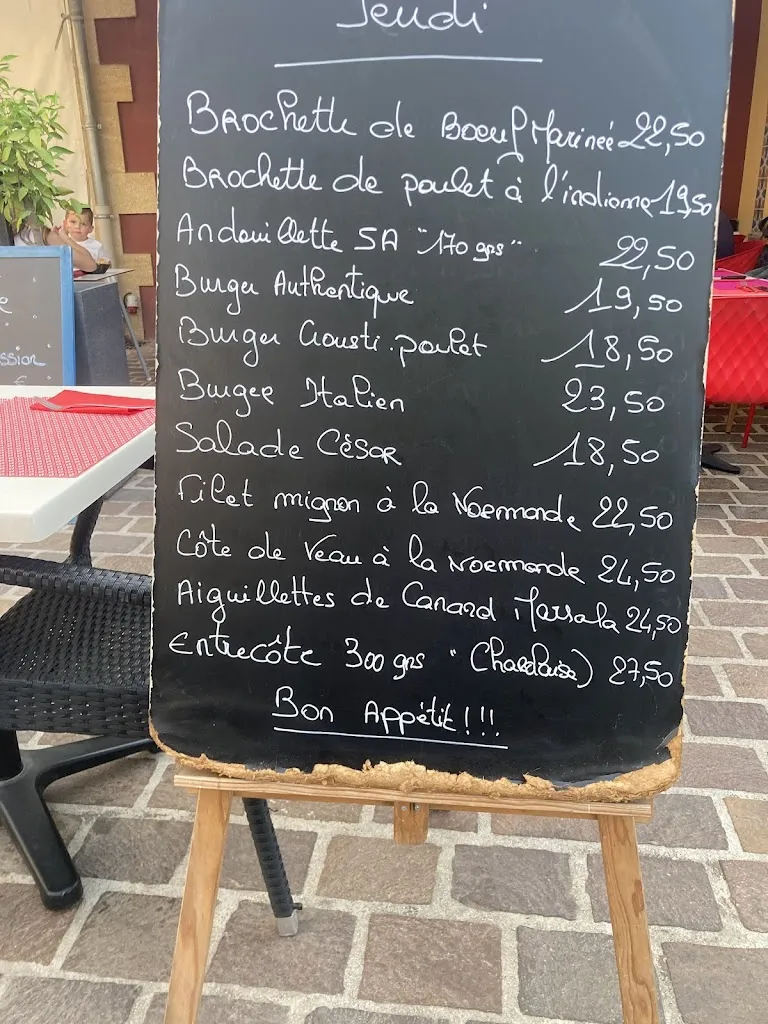 Jeudi
Brochette de Boeuf Marinée 22,50
Brochette de poulet à l'indienne 19,50
Andouillette 5A "170 grs" 22,50
Burger Authentique 19,50
Burger Crousti.poulet 18,50
Burger Italien 23,50
Salade César 18,50
Filet mignon à la Normande 22,50
Côte de Veau à la Normande 24,50
Aiguillettes de Canard Massala 24,50
Entrecôte 300 grs "Charolaise) 27,50
Bon Appétit!!!
e
ssion
€